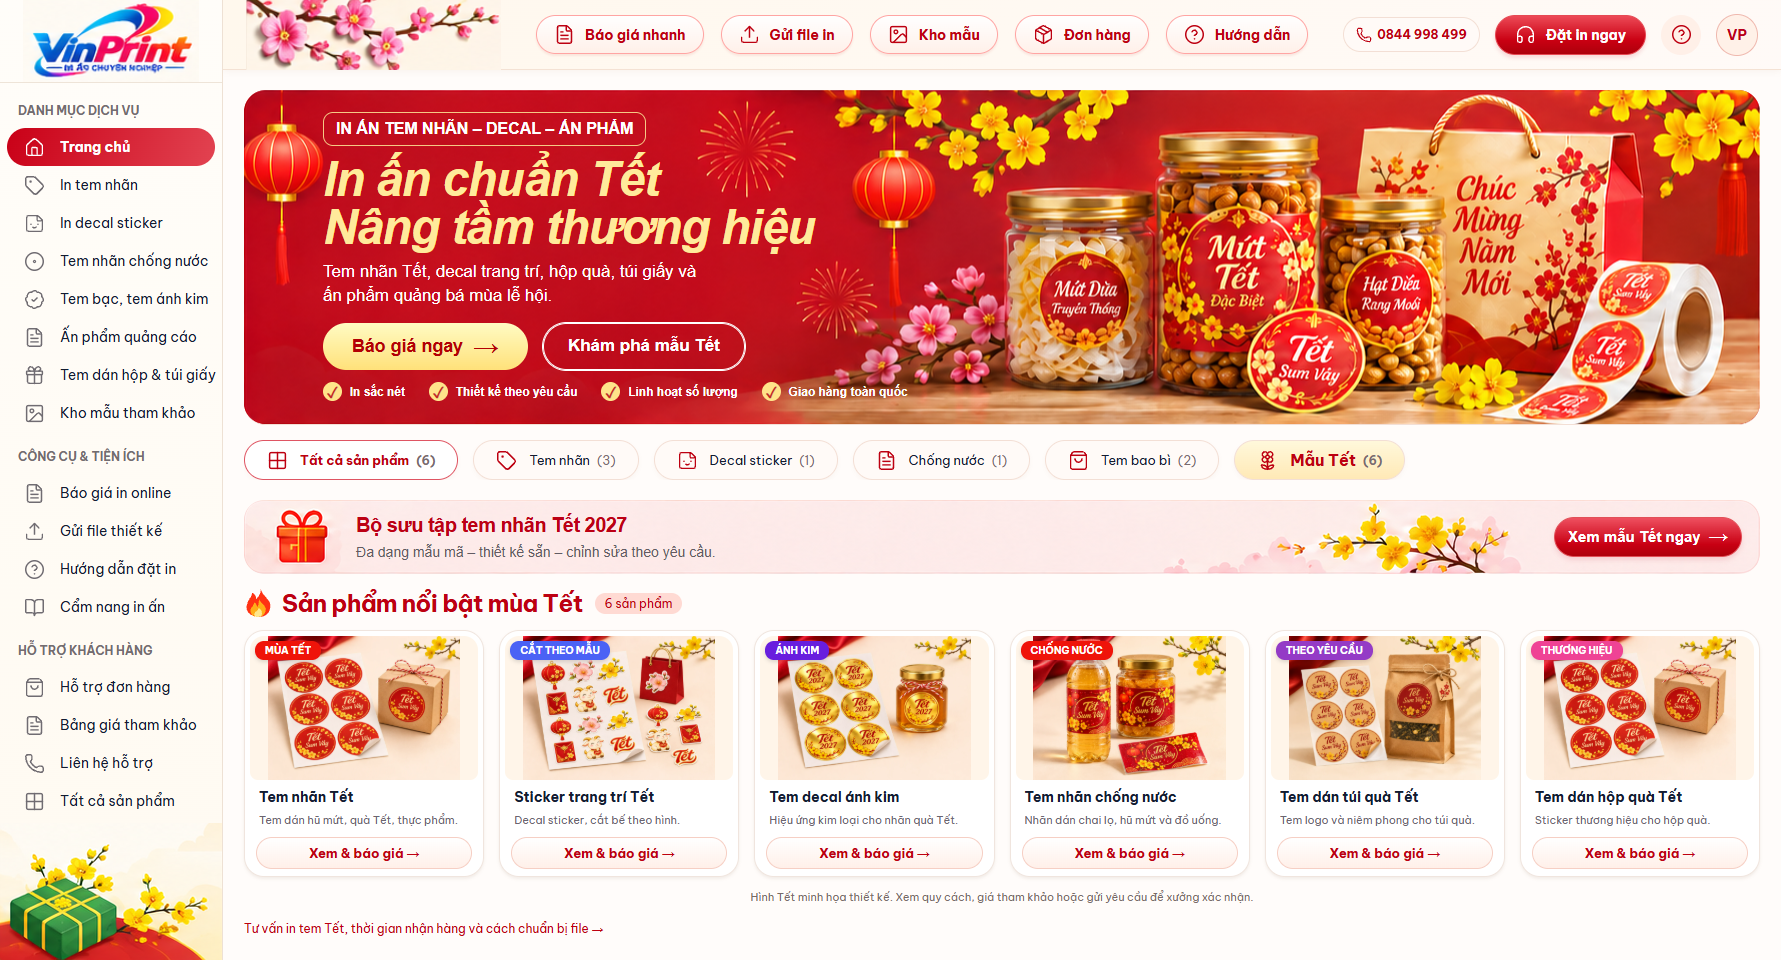 VinPrint
IN ẤN CHUYÊN NGHIỆP
Báo giá nhanh
Gửi file in
Kho mẫu
Đơn hàng
Hướng dẫn
0844 998 499
Đặt in ngay
VP
DANH MỤC DỊCH VỤ
Trang chủ
In tem nhãn
In decal sticker
Tem nhãn chống nước
Tem bạc, tem ánh kim
Ấn phẩm quảng cáo
Tem dán hộp & túi giấy
Kho mẫu tham khảo
CÔNG CỤ & TIỆN ÍCH
Báo giá in online
Gửi file thiết kế
Hướng dẫn đặt in
Cẩm nang in ấn
HỖ TRỢ KHÁCH HÀNG
Hỗ trợ đơn hàng
Bảng giá tham khảo
Liên hệ hỗ trợ
Tất cả sản phẩm
IN ẤN TEM NHÃN – DECAL – ẤN PHẨM
In ấn chuẩn Tết
Nâng tầm thương hiệu
Tem nhãn Tết, decal trang trí, hộp quà, túi giấy và
ấn phẩm quảng bá mùa lễ hội.
Báo giá ngay →
Khám phá mẫu Tết
In sắc nét
Thiết kế theo yêu cầu
Linh hoạt số lượng
Giao hàng toàn quốc
Mứt Dừa
Truyền Thống
Mứt
Tết
Đặc Biệt
Hạt Diều
Rang Muối
Tết
Sum Vầy
Chúc
Mừng
Năm
Mới
Tết
Sum Vầy
Tết
Sum Vầy
Tết
Sum Vầy
Tất cả sản phẩm (6)
Tem nhãn (3)
Decal sticker (1)
Chống nước (1)
Tem bao bì (2)
Mẫu Tết (6)
Bộ sưu tập tem nhãn Tết 2027
Đa dạng mẫu mã – thiết kế sẵn – chỉnh sửa theo yêu cầu.
Xem mẫu Tết ngay →
Sản phẩm nổi bật mùa Tết
6 sản phẩm
MÙA TẾT
Tem nhãn Tết
Tem dán hũ mứt, quà Tết, thực phẩm.
Xem & báo giá →
CẮT THEO MẪU
Sticker trang trí Tết
Decal sticker, cắt bế theo hình.
Xem & báo giá →
ÁNH KIM
Tem decal ánh kim
Hiệu ứng kim loại cho nhãn quà Tết.
Xem & báo giá →
CHỐNG NƯỚC
Tem nhãn chống nước
Nhãn dán chai lọ, hũ mứt và đồ uống.
Xem & báo giá →
THEO YÊU CẦU
Tem dán túi quà Tết
Tem logo và niêm phong cho túi quà.
Xem & báo giá →
THƯƠNG HIỆU
Tem dán hộp quà Tết
Sticker thương hiệu cho hộp quà.
Xem & báo giá →
Hình Tết minh họa thiết kế. Xem quy cách, giá tham khảo hoặc gửi yêu cầu để xưởng xác nhận.
Tư vấn in tem Tết, thời gian nhận hàng và cách chuẩn bị file →